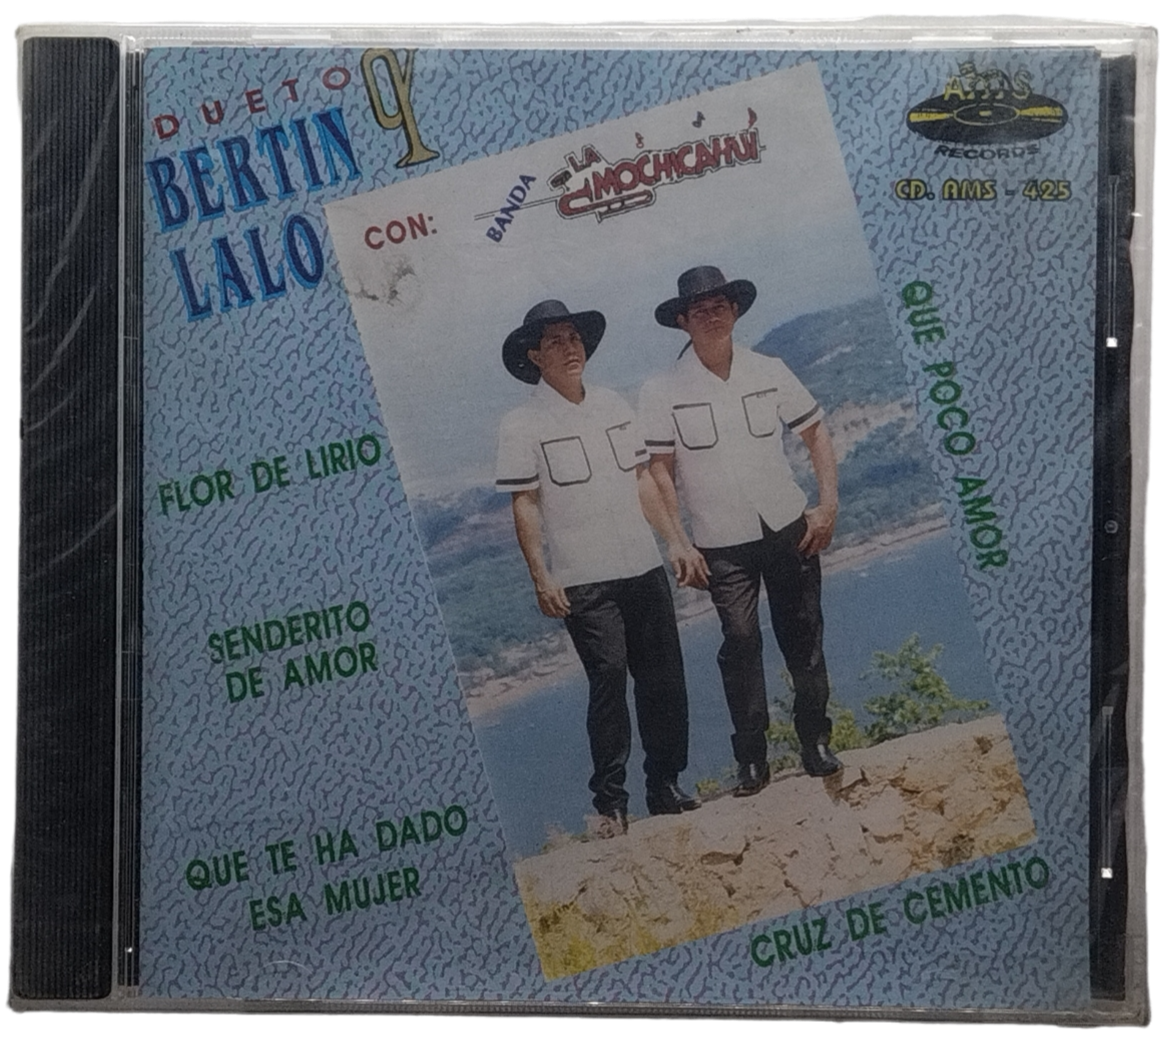 DUETO
BERTIN Y
LALO
CON:
BANDA
LA
MOCHICAHUI
AMS
RECORDS
CD. AMS - 425
QUE POCO AMOR
FLOR DE LIRIO
SENDERITO
DE AMOR
QUE TE HA DADO
ESA MUJER
CRUZ DE CEMENTO